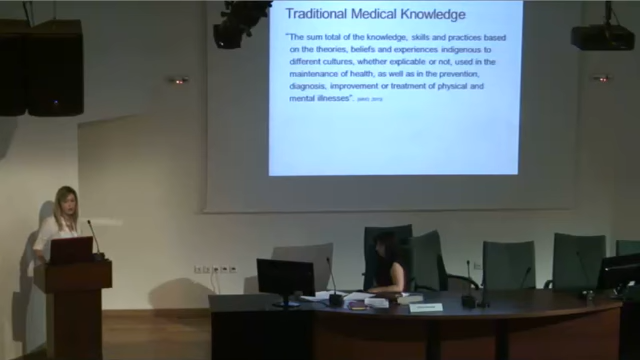 Traditional Medical Knowledge
"The sum total of the knowledge, skills and practices based
on the theories, beliefs and experiences indigenous to
different cultures, whether explicable or not, used in the
maintenance of health, as well as in the prevention,
diagnosis, improvement or treatment of physical and
mental illnesses".